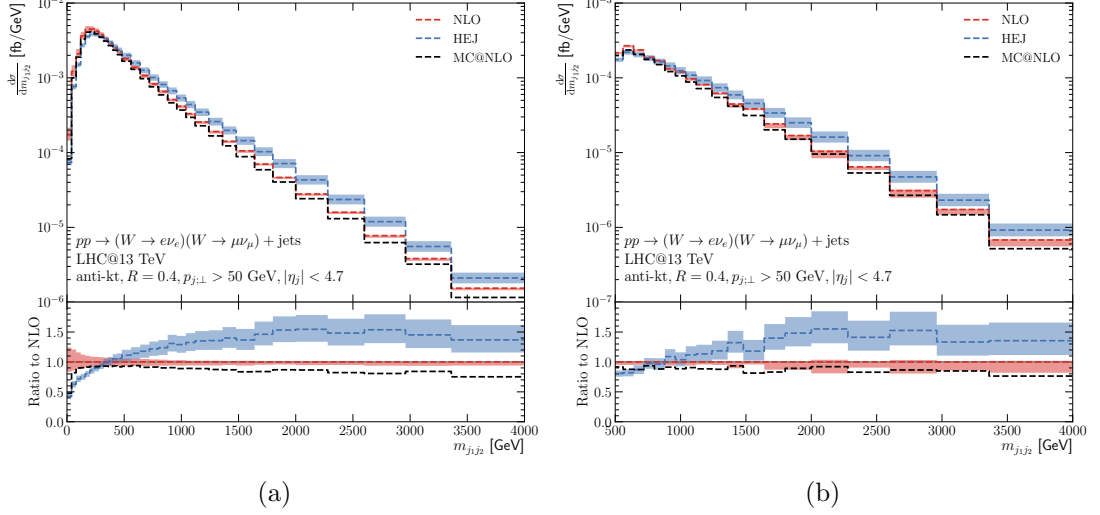 10⁻²
10⁻³
10⁻⁴
10⁻⁵
10⁻⁶
dσ/dm_{j₁j₂} [fb/GeV]
NLO
HEJ
MC@NLO
pp → (W → eν_e)(W → μν_μ) + jets
LHC@13 TeV
anti-kt, R = 0.4, p_{j;⊥} > 50 GeV, |η_j| < 4.7
Ratio to NLO
1.5
1.0
0.5
0.0
0 500 1000 1500 2000 2500 3000 3500 4000
m_{j₁j₂} [GeV]
(a)
10⁻³
10⁻⁴
10⁻⁵
10⁻⁶
10⁻⁷
dσ/dm_{j₁j₂} [fb/GeV]
NLO
HEJ
MC@NLO
pp → (W → eν_e)(W → μν_μ) + jets
LHC@13 TeV
anti-kt, R = 0.4, p_{j;⊥} > 50 GeV, |η_j| < 4.7
Ratio to NLO
1.5
1.0
0.5
0.0
500 1000 1500 2000 2500 3000 3500 4000
m_{j₁j₂} [GeV]
(b)